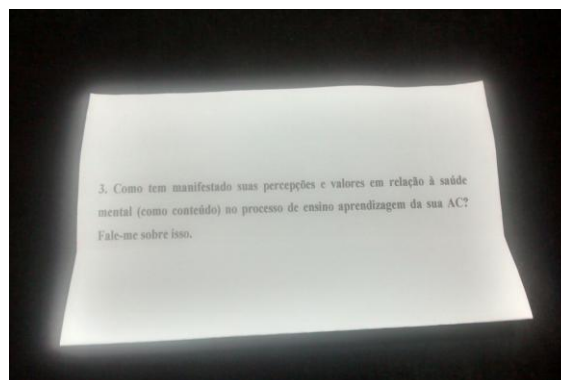 3. Como tem manifestado suas percepções e valores em relação à saúde
mental (como conteúdo) no processo de ensino aprendizagem da sua AC?
Fale-me sobre isso.